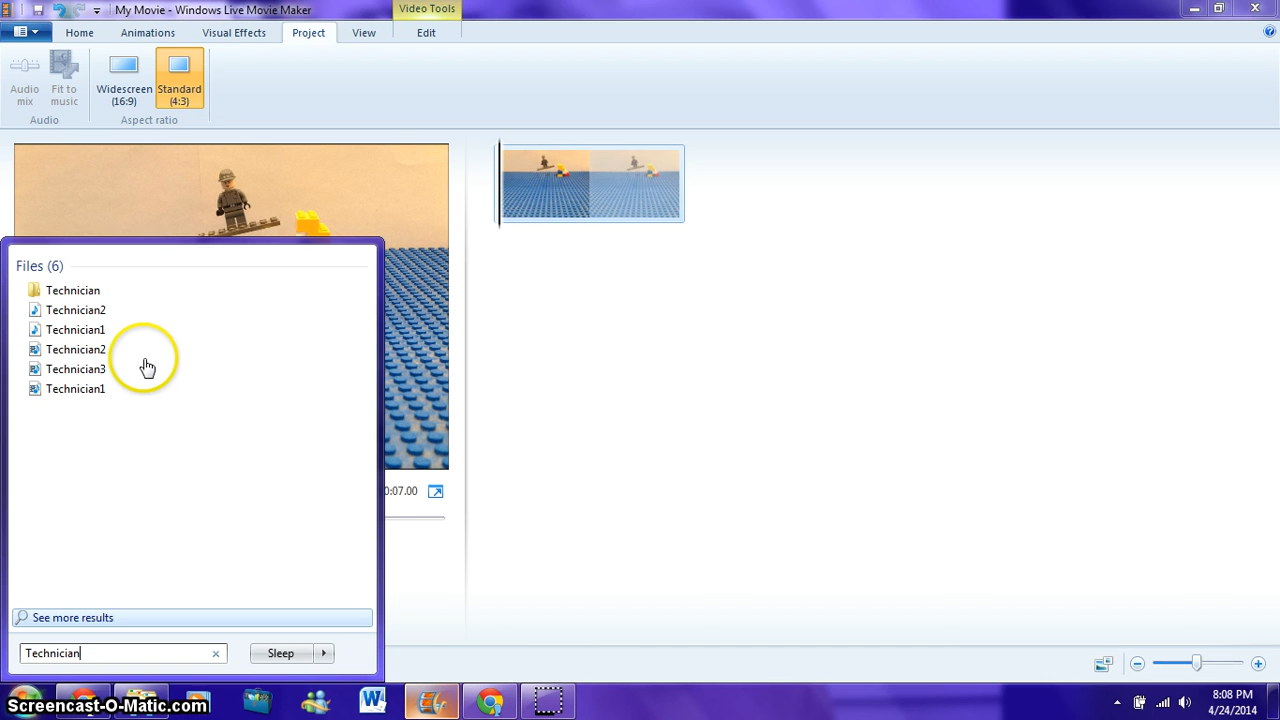 My Movie - Windows Live Movie Maker
Video Tools
Home
Animations
Visual Effects
Project
View
Edit
Audio mix
Fit to music
Widescreen (16:9)
Standard (4:3)
Audio
Aspect ratio
Files (6)
Technician
Technician2
Technician1
Technician2
Technician3
Technician1
0:07.00
See more results
Technician
Sleep
Screencast-O-Matic.com
8:08 PM
4/24/2014